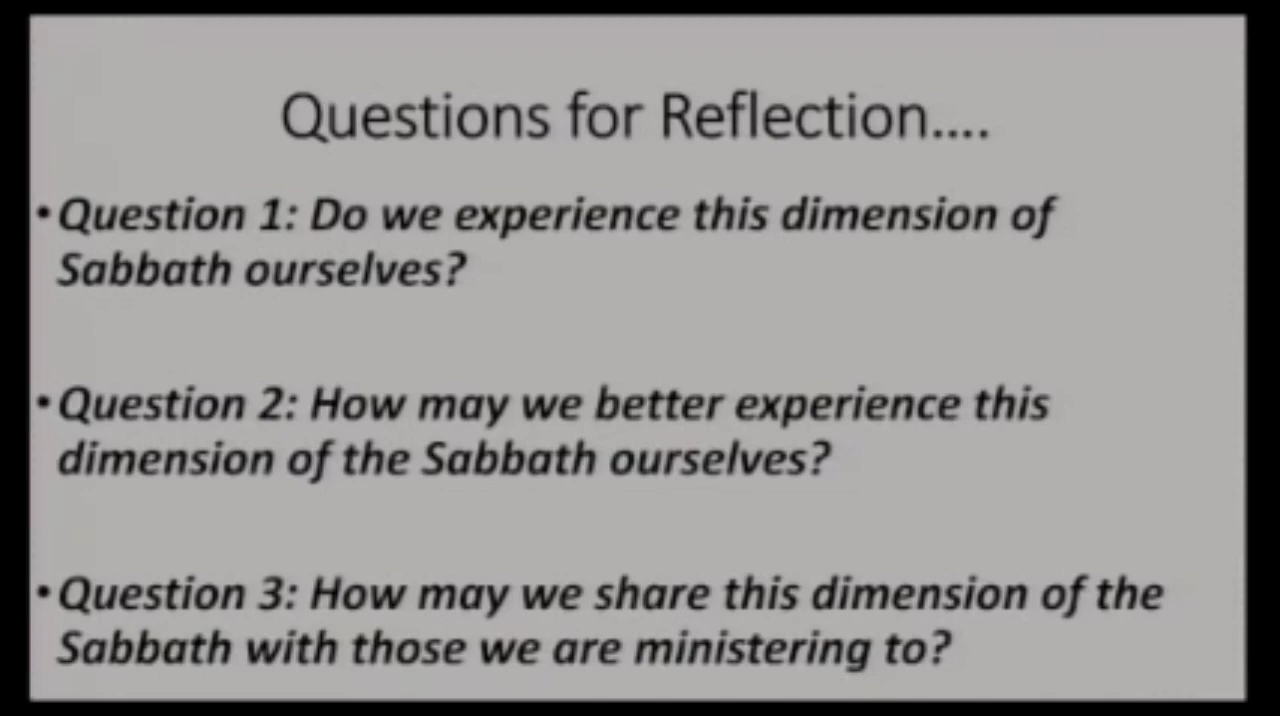 Questions for Reflection....
• Question 1: Do we experience this dimension of
Sabbath ourselves?
• Question 2: How may we better experience this
dimension of the Sabbath ourselves?
• Question 3: How may we share this dimension of the
Sabbath with those we are ministering to?